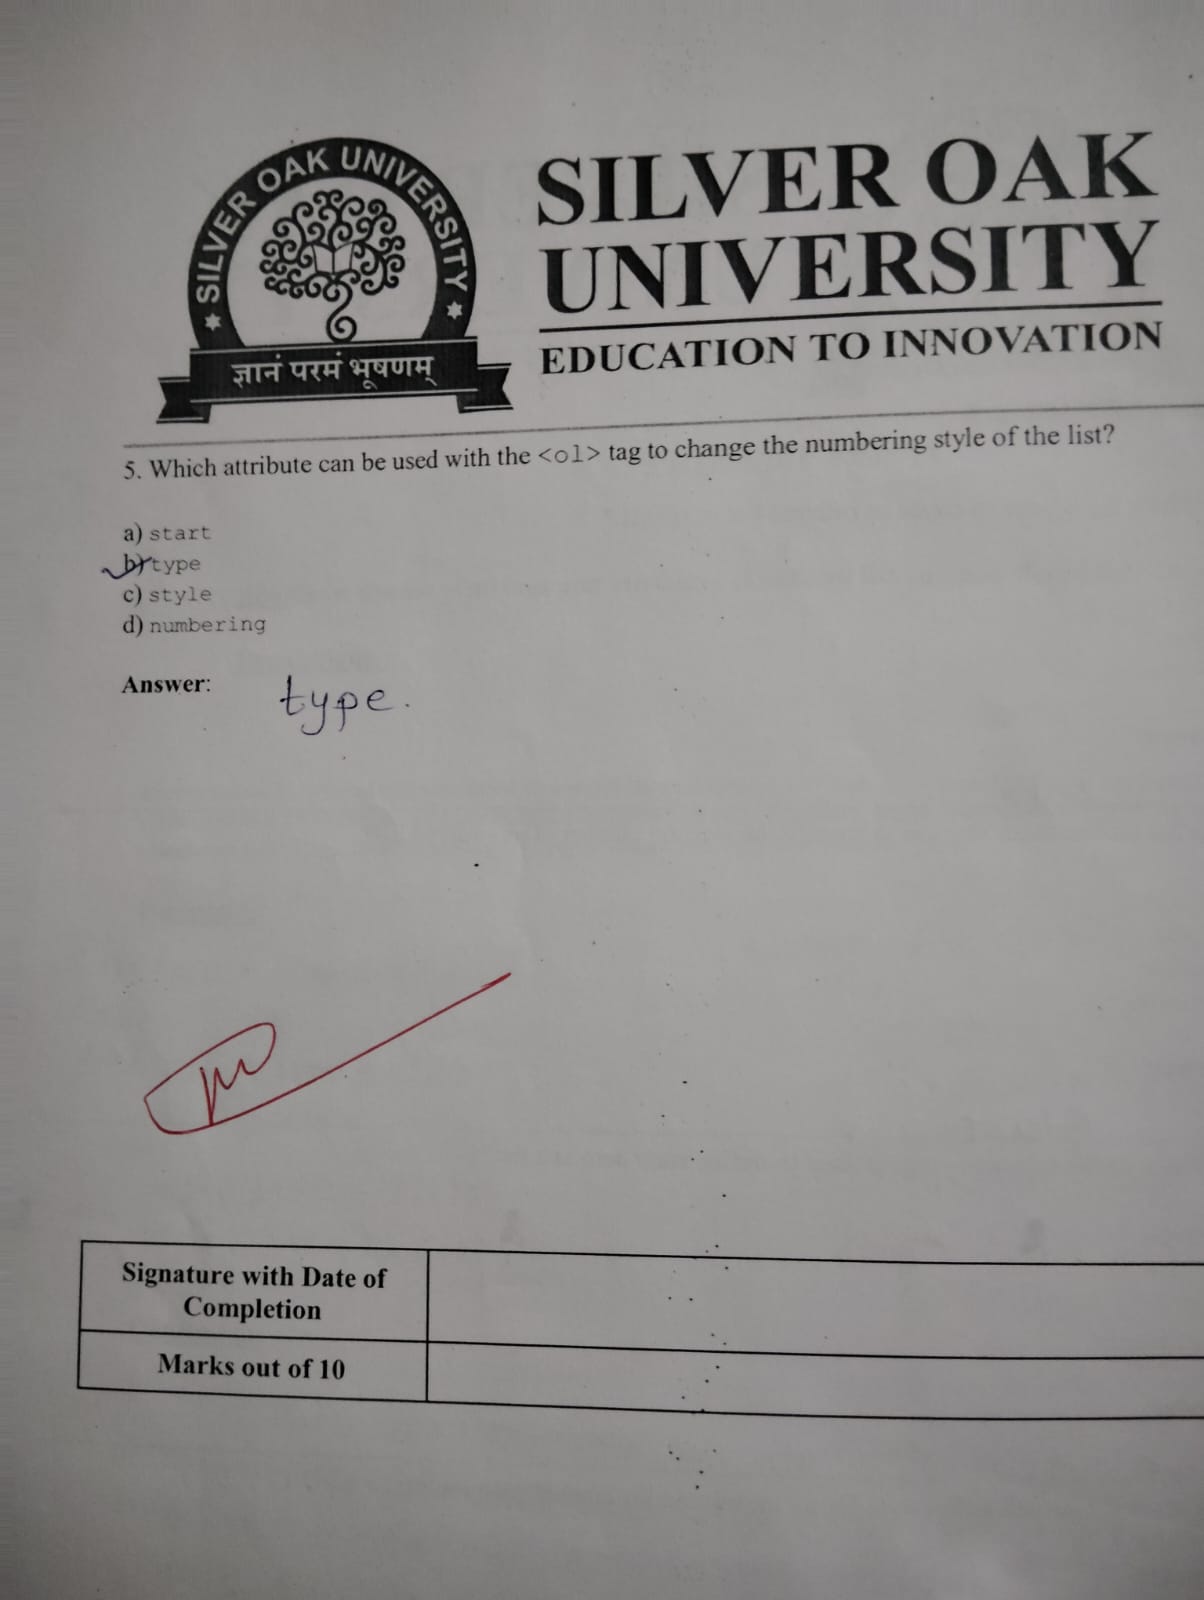 SILVER OAK UNIVERSITY
ज्ञानं परमं भूषणम्
SILVER OAK
UNIVERSITY
EDUCATION TO INNOVATION
5. Which attribute can be used with the <ol> tag to change the numbering style of the list?
a) start
b) type
c) style
d) numbering
Answer: type.
Signature with Date of
Completion
Marks out of 10